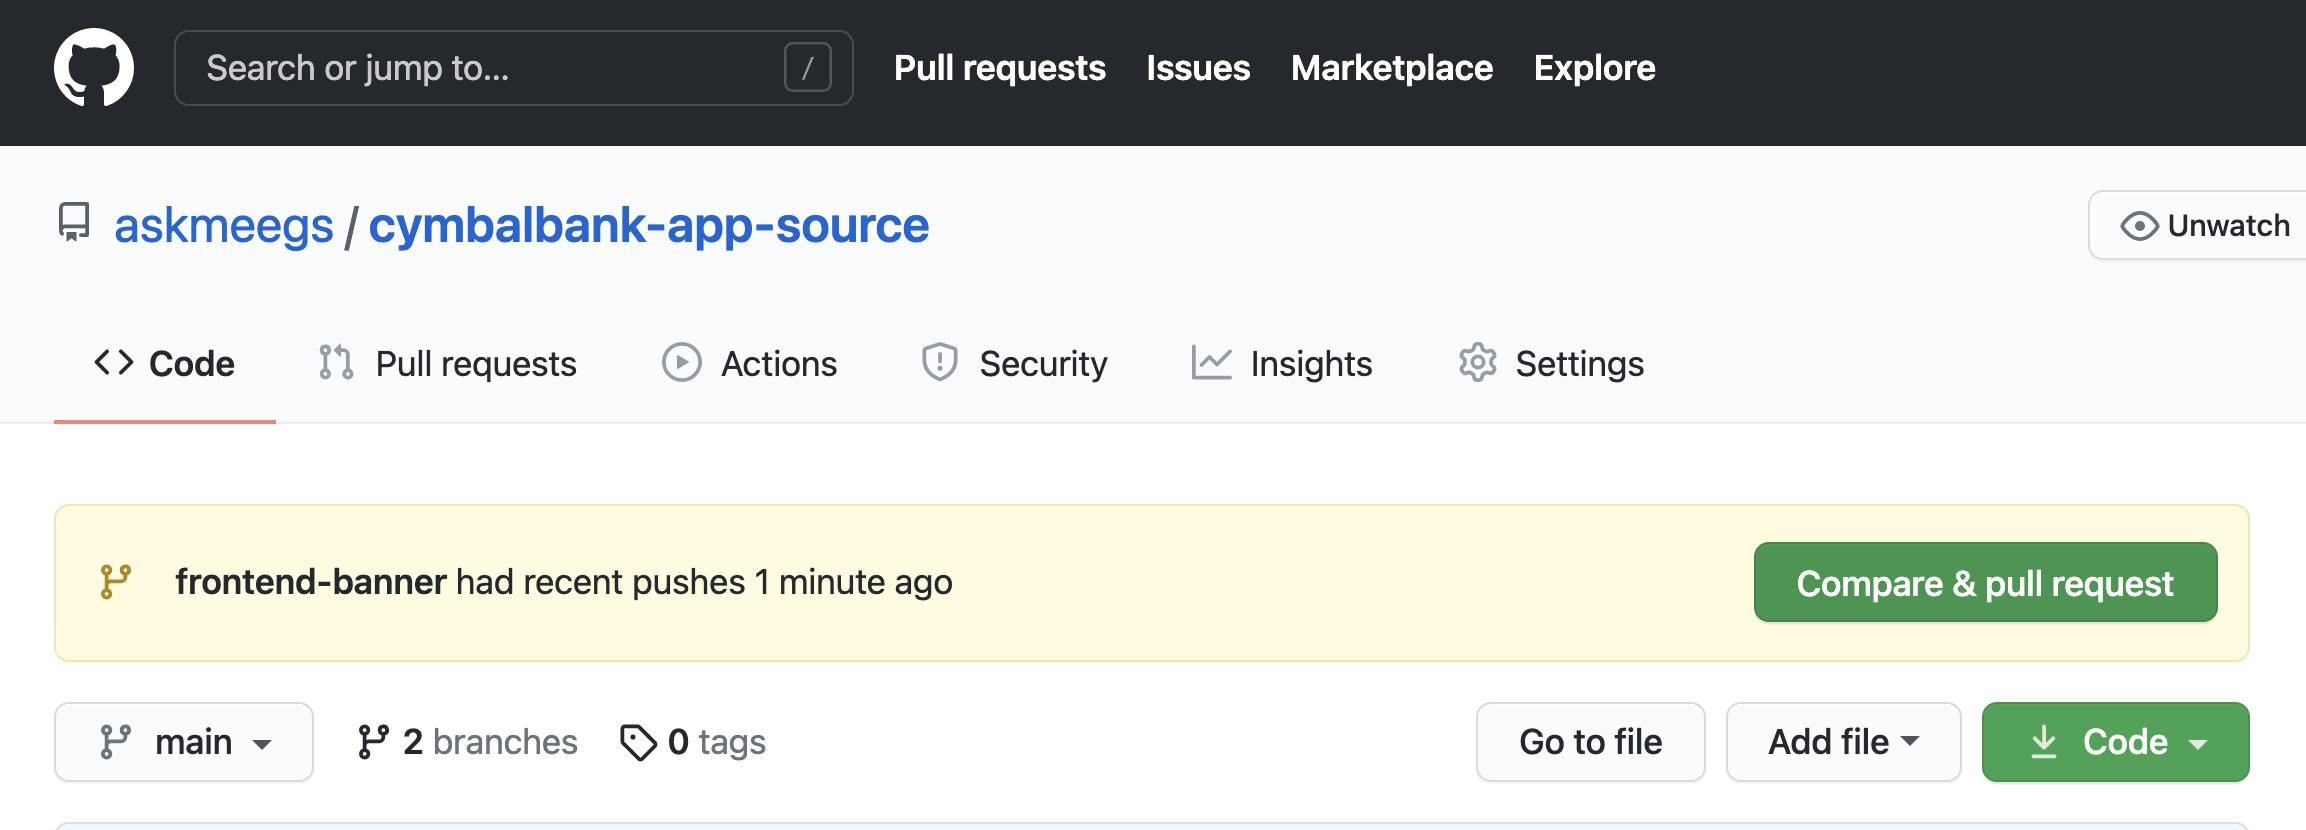 Search or jump to... / Pull requests Issues Marketplace Explore
askmeegs / cymbalbank-app-source Unwatch
Code Pull requests Actions Security Insights Settings
frontend-banner had recent pushes 1 minute ago Compare & pull request
main 2 branches 0 tags Go to file Add file Code